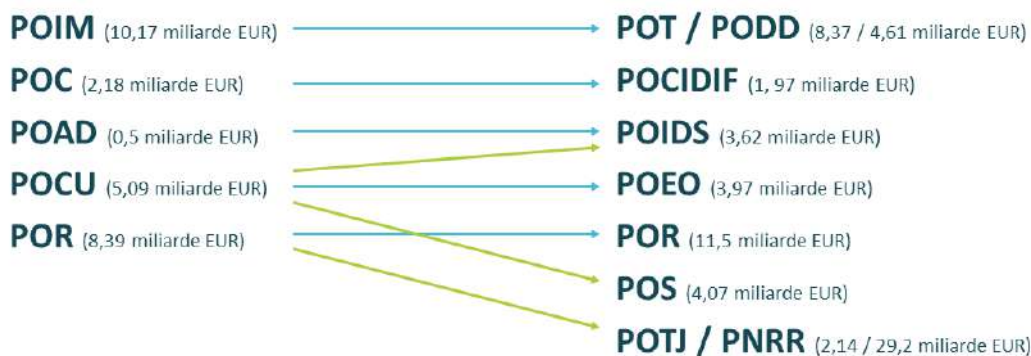 POIM (10,17 miliarde EUR) POT / PODD (8,37 / 4,61 miliarde EUR)
POC (2,18 miliarde EUR) POCIDIF (1, 97 miliarde EUR)
POAD (0,5 miliarde EUR) POIDS (3,62 miliarde EUR)
POCU (5,09 miliarde EUR) POEO (3,97 miliarde EUR)
POR (8,39 miliarde EUR) POR (11,5 miliarde EUR)
POS (4,07 miliarde EUR)
POTJ / PNRR (2,14 / 29,2 miliarde EUR)